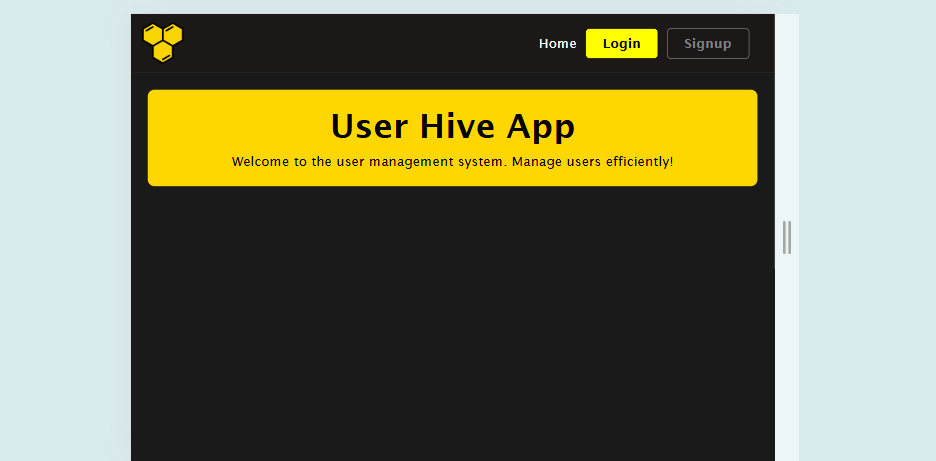 Home Login Signup
User Hive App
Welcome to the user management system. Manage users efficiently!